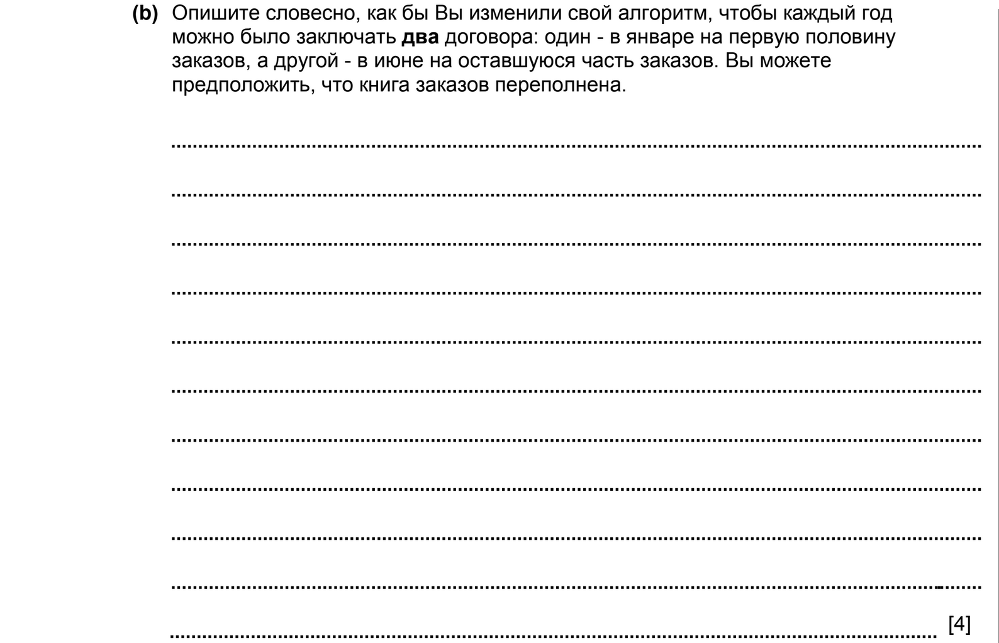 (b) Опишите словесно, как бы Вы изменили свой алгоритм, чтобы каждый год
можно было заключать два договора: один - в январе на первую половину
заказов, а другой - в июне на оставшуюся часть заказов. Вы можете
предположить, что книга заказов переполнена.
[4]